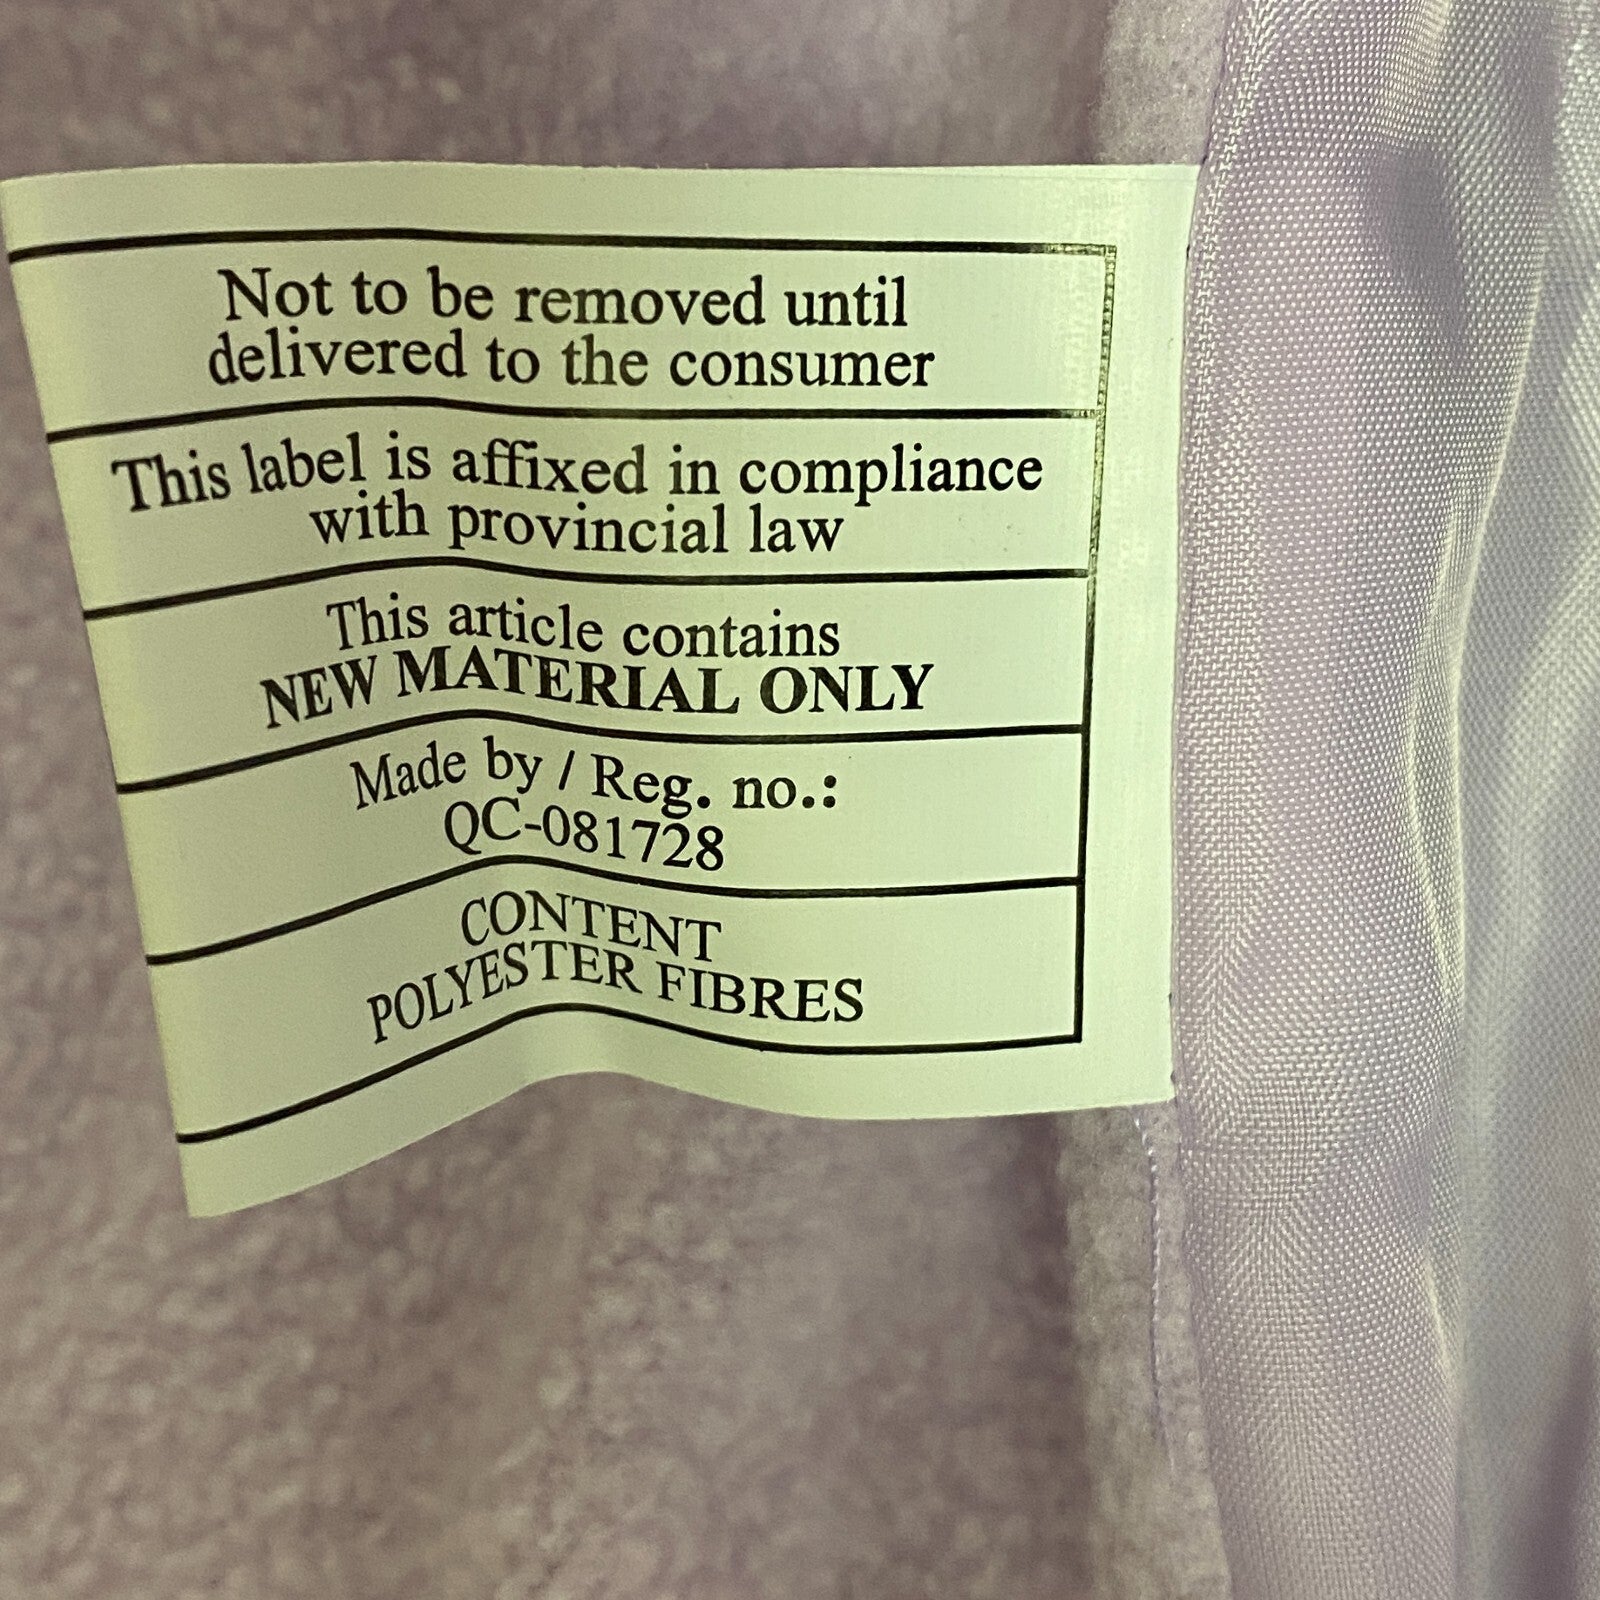 Not to be removed until
delivered to the consumer
This label is affixed in compliance
with provincial law
This article contains
NEW MATERIAL ONLY
Made by / Reg. no.:
QC-081728
CONTENT
POLYESTER FIBRES